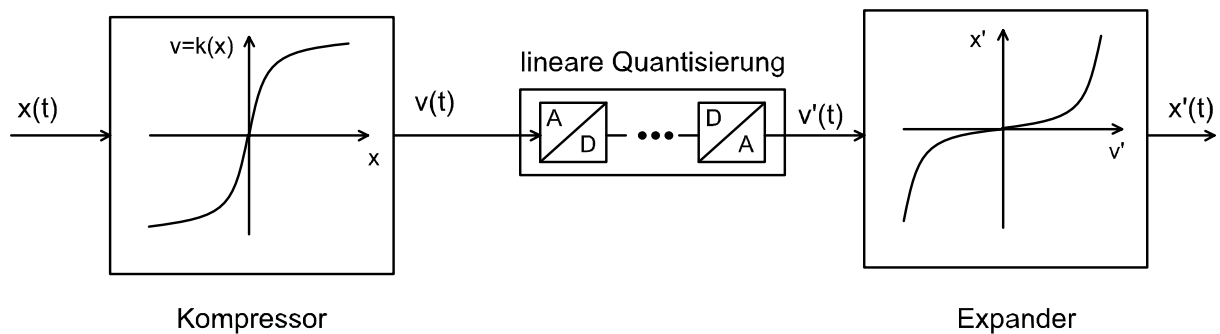 x(t)
v=k(x)
x
Kompressor
v(t)
lineare Quantisierung
A
D
D
A
v'(t)
x'
v'
Expander
x'(t)